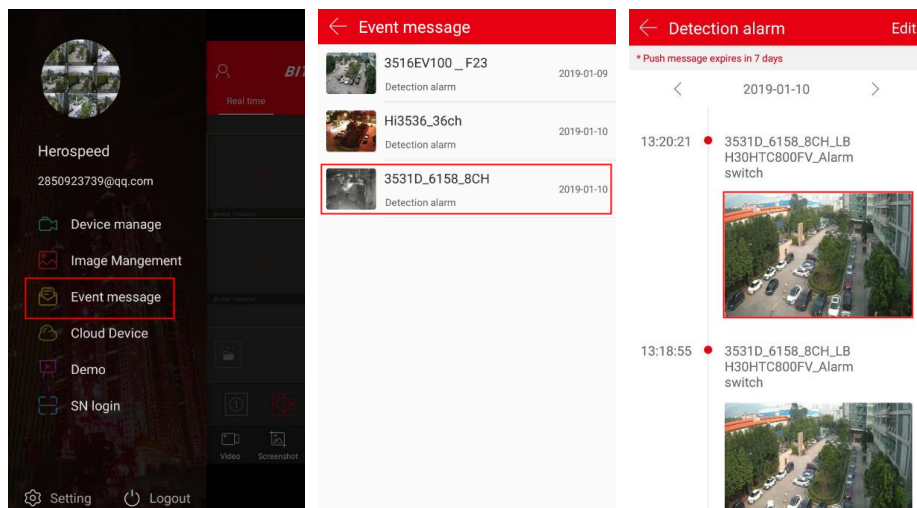 Herospeed
2850923739@qq.com
Device manage
Image Mangement
Event message
Cloud Device
Demo
SN login
Setting
Logout
BIT
Real time
Video
Screenshot
Event message
3516EV100 _ F23
Detection alarm
2019-01-09
Hi3536_36ch
Detection alarm
2019-01-10
3531D_6158_8CH
Detection alarm
2019-01-10
Detection alarm
Edit
* Push message expires in 7 days
2019-01-10
13:20:21
3531D_6158_8CH_LB
H30HTC800FV_Alarm
switch
13:18:55
3531D_6158_8CH_LB
H30HTC800FV_Alarm
switch